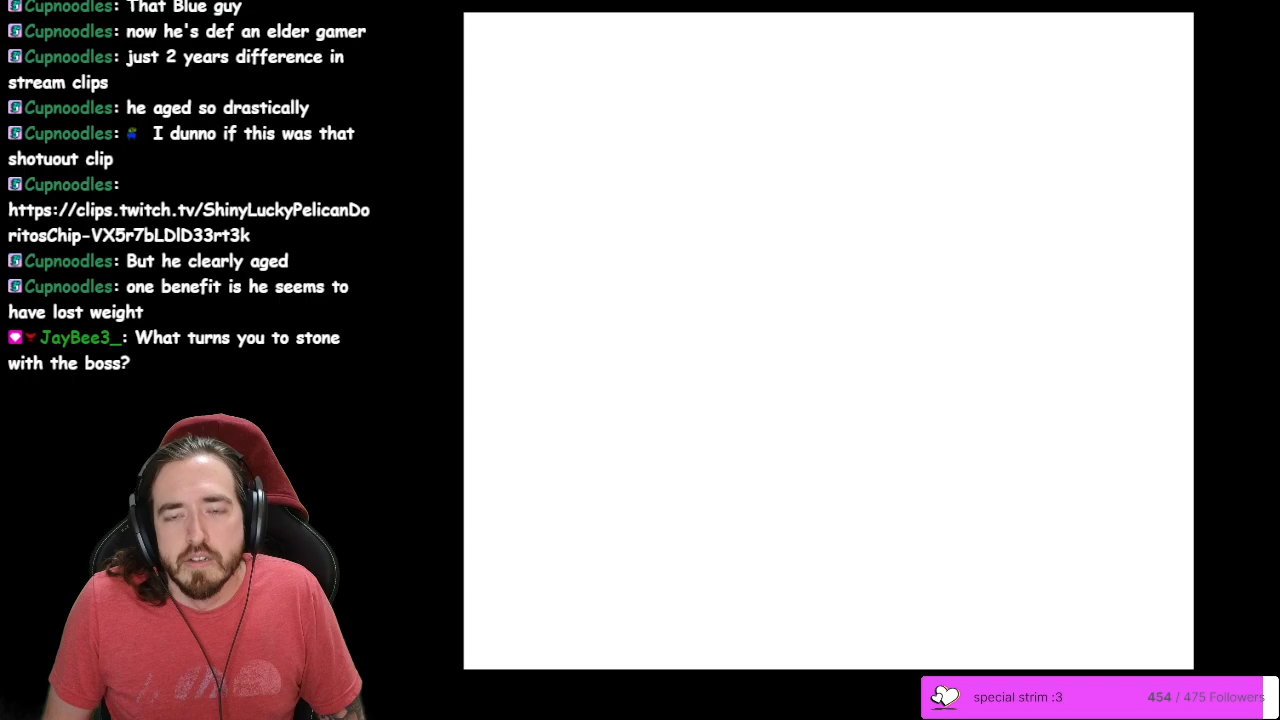 Cupnoodles: That Blue guy
Cupnoodles: now he's def an elder gamer
Cupnoodles: just 2 years difference in
stream clips
Cupnoodles: he aged so drastically
Cupnoodles: I dunno if this was that
shotuout clip
Cupnoodles:
https://clips.twitch.tv/ShinyLuckyPelicanDo
ritosChip-VX5r7bLDlD33rt3k
Cupnoodles: But he clearly aged
Cupnoodles: one benefit is he seems to
have lost weight
JayBee3_: What turns you to stone
with the boss?
special strim :3
454 / 475 Followers